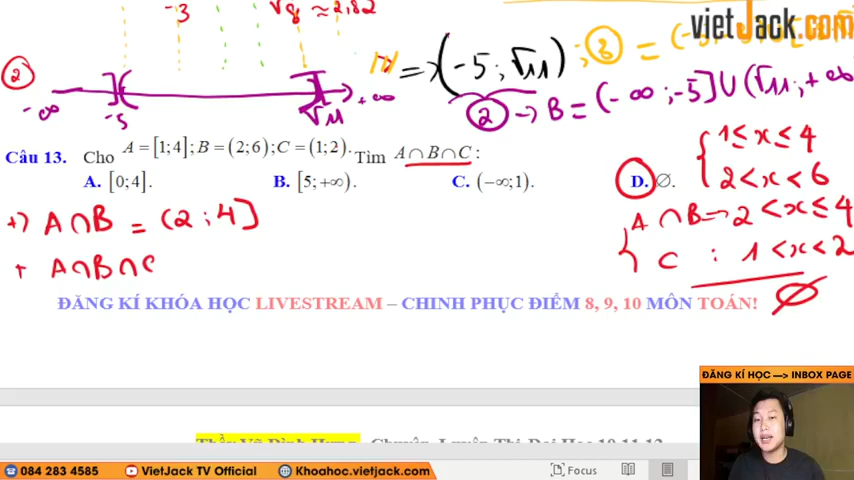 -3
√8 ≈ 2,82
vietJack.com
=> (-5 ; √11) ; B =
②
-∞
-5
√11
+∞
② → B = (-∞ ; -5] ∪ (√11 ; +∞
Câu 13. Cho A = [1;4]; B = (2;6); C = (1;2). Tìm A ∩ B ∩ C :
A. [0;4]. B. [5;+∞). C. (-∞;1). D. ∅.
1 ≤ x ≤ 4
2 < x < 6
+) A ∩ B = (2 ; 4]
A ∩ B → 2 < x ≤ 4
+ A ∩ B ∩ C
C : 1 < x < 2
∅
ĐĂNG KÍ KHÓA HỌC LIVESTREAM – CHINH PHỤC ĐIỂM 8, 9, 10 MÔN TOÁN!
ĐĂNG KÍ HỌC —> INBOX PAGE
084 283 4585 VietJack TV Official Khoahoc.vietjack.com
Focus